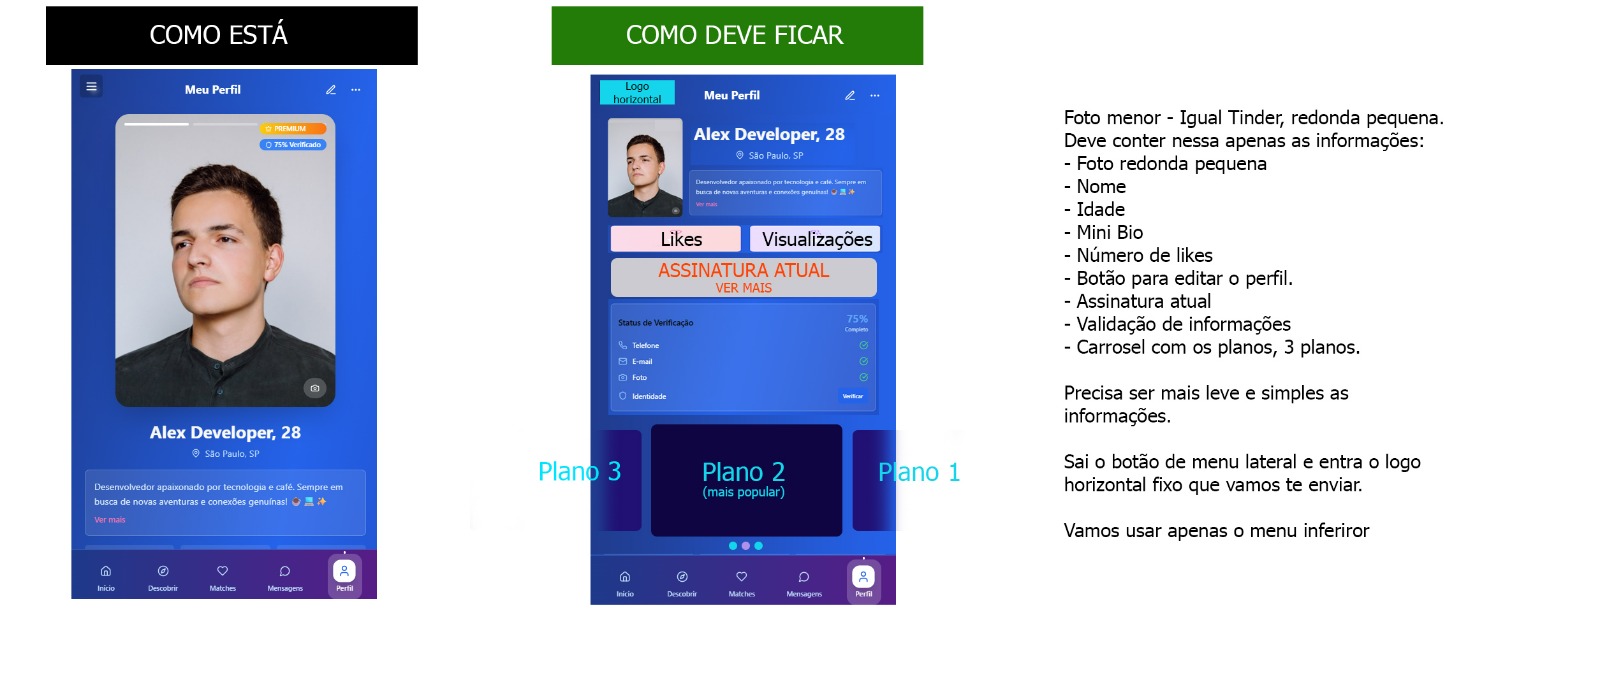 COMO ESTÁ
Meu Perfil
PREMIUM
75% Verificado
Alex Developer, 28
São Paulo, SP
Desenvolvedor apaixonado por tecnologia e café. Sempre em
busca de novas aventuras e conexões genuínas!
Ver mais
Início
Descobrir
Matches
Mensagens
Perfil
COMO DEVE FICAR
Logo
horizontal
Meu Perfil
Alex Developer, 28
São Paulo, SP
Desenvolvedor apaixonado por tecnologia e café. Sempre em
busca de novas aventuras e conexões genuínas!
Ver mais
Likes
Visualizações
ASSINATURA ATUAL
VER MAIS
Status de Verificação
75%
Completo
Telefone
E-mail
Foto
Identidade
Verificar
Plano 3
Plano 2
(mais popular)
Plano 1
Início
Descobrir
Matches
Mensagens
Perfil
Foto menor - Igual Tinder, redonda pequena.
Deve conter nessa apenas as informações:
- Foto redonda pequena
- Nome
- Idade
- Mini Bio
- Número de likes
- Botão para editar o perfil.
- Assinatura atual
- Validação de informações
- Carrosel com os planos, 3 planos.
Precisa ser mais leve e simples as
informações.
Sai o botão de menu lateral e entra o logo
horizontal fixo que vamos te enviar.
Vamos usar apenas o menu inferiror